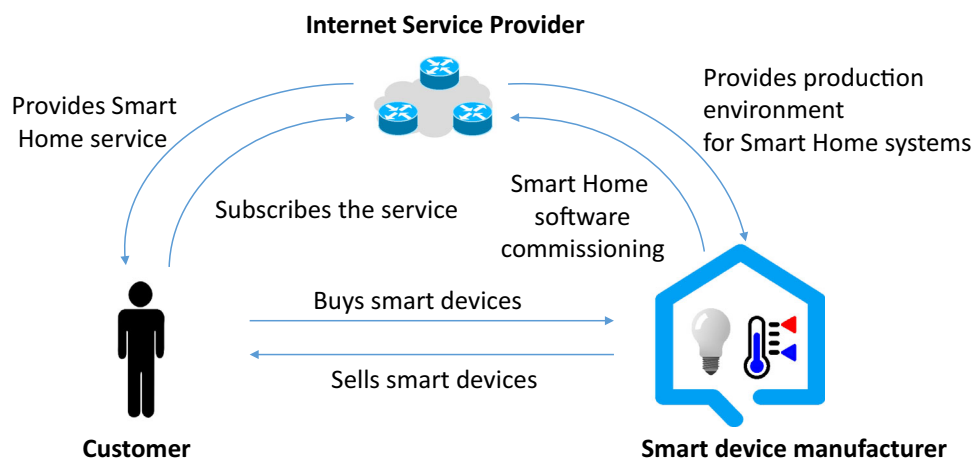 Internet Service Provider
Provides Smart
Home service
Provides production
environment
for Smart Home systems
Subscribes the service
Smart Home
software
commissioning
Buys smart devices
Sells smart devices
Customer
Smart device manufacturer